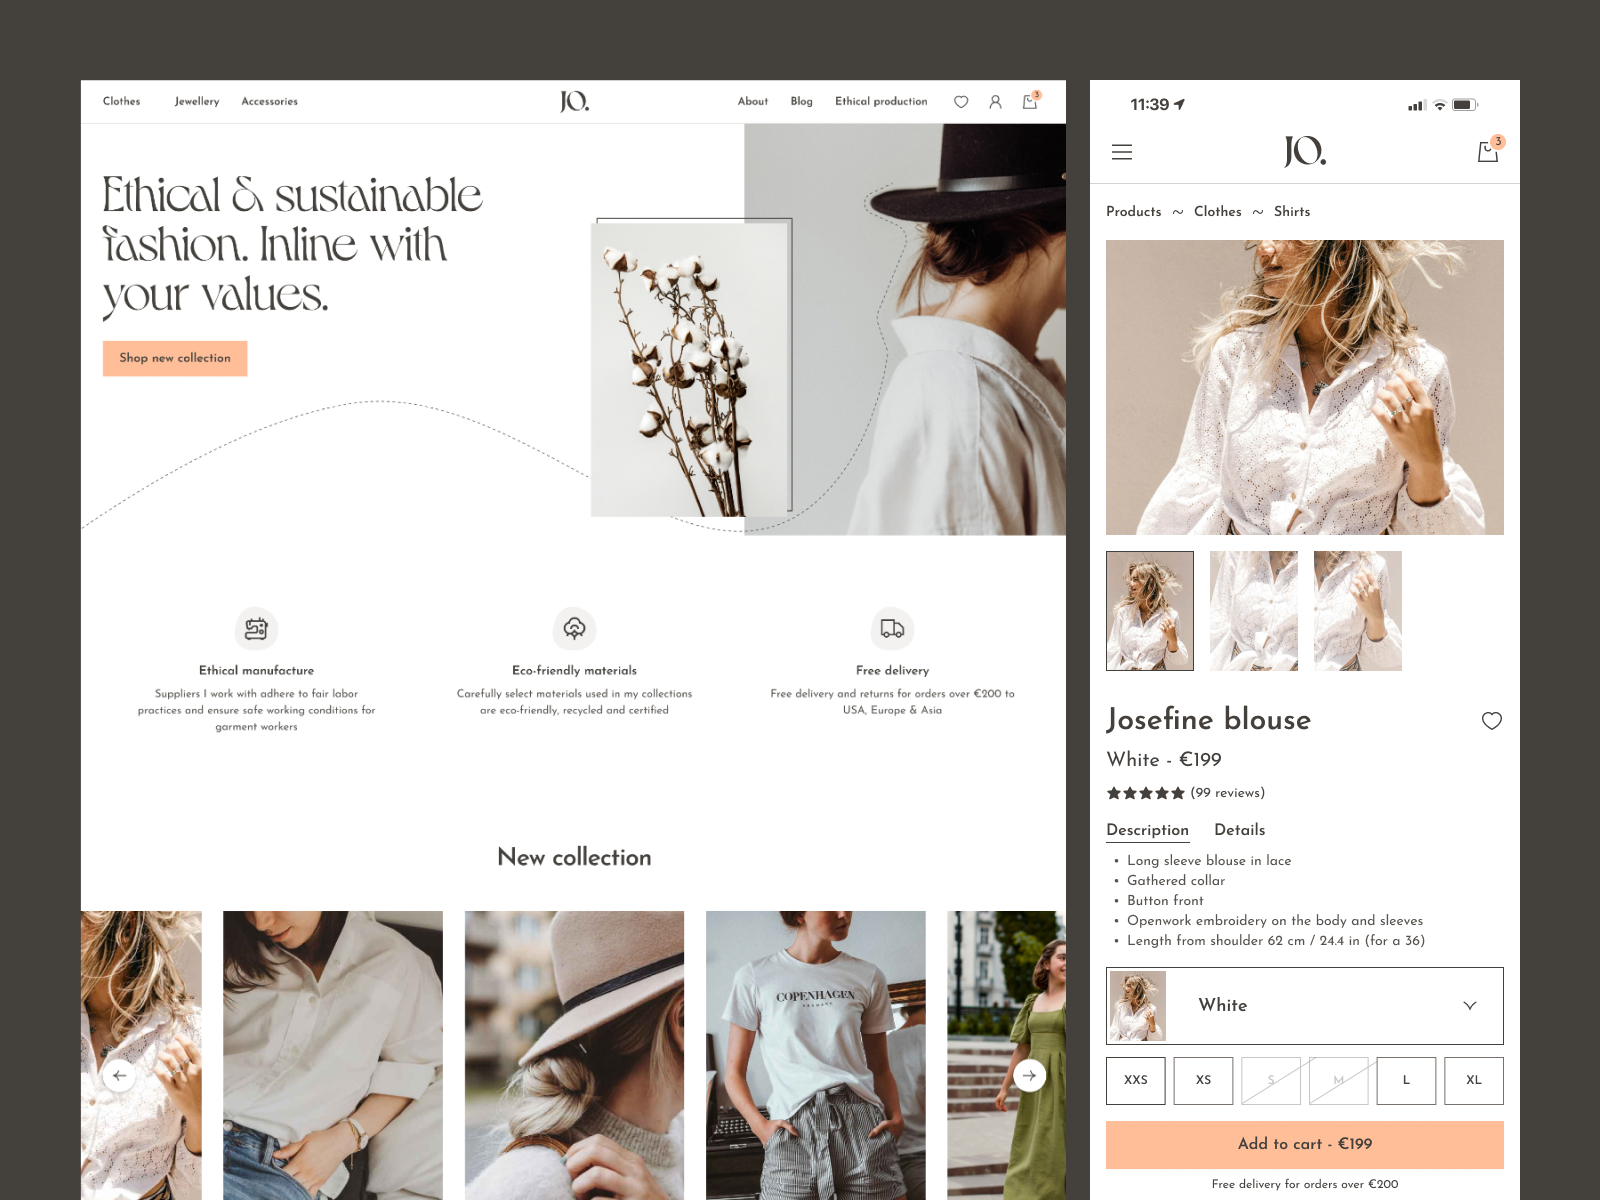 Clothes
Jewellery
Accessories
JO.
About
Blog
Ethical production
3
Ethical & sustainable
fashion. Inline with
your values.
Shop new collection
Ethical manufacture
Suppliers I work with adhere to fair labor
practices and ensure safe working conditions for
garment workers
Eco-friendly materials
Carefully select materials used in my collections
are eco-friendly, recycled and certified
Free delivery
Free delivery and returns for orders over €200 to
USA, Europe & Asia
New collection
COPENHAGEN
11:39
JO.
3
Products ~ Clothes ~ Shirts
Josefine blouse
White - €199
(99 reviews)
Description
Details
• Long sleeve blouse in lace
• Gathered collar
• Button front
• Openwork embroidery on the body and sleeves
• Length from shoulder 62 cm / 24.4 in (for a 36)
White
XXS
XS
S
M
L
XL
Add to cart - €199
Free delivery for orders over €200